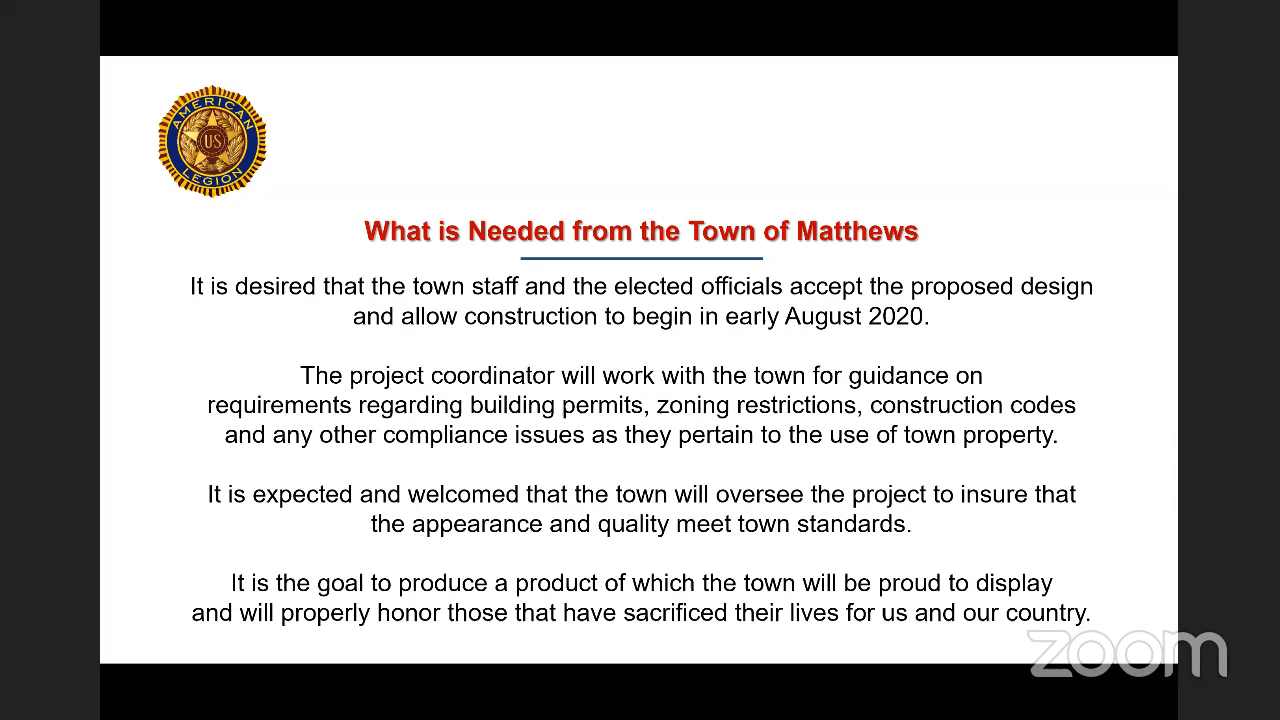 AMERICAN
US
LEGION
What is Needed from the Town of Matthews
It is desired that the town staff and the elected officials accept the proposed design
and allow construction to begin in early August 2020.
The project coordinator will work with the town for guidance on
requirements regarding building permits, zoning restrictions, construction codes
and any other compliance issues as they pertain to the use of town property.
It is expected and welcomed that the town will oversee the project to insure that
the appearance and quality meet town standards.
It is the goal to produce a product of which the town will be proud to display
and will properly honor those that have sacrificed their lives for us and our country.
zoom